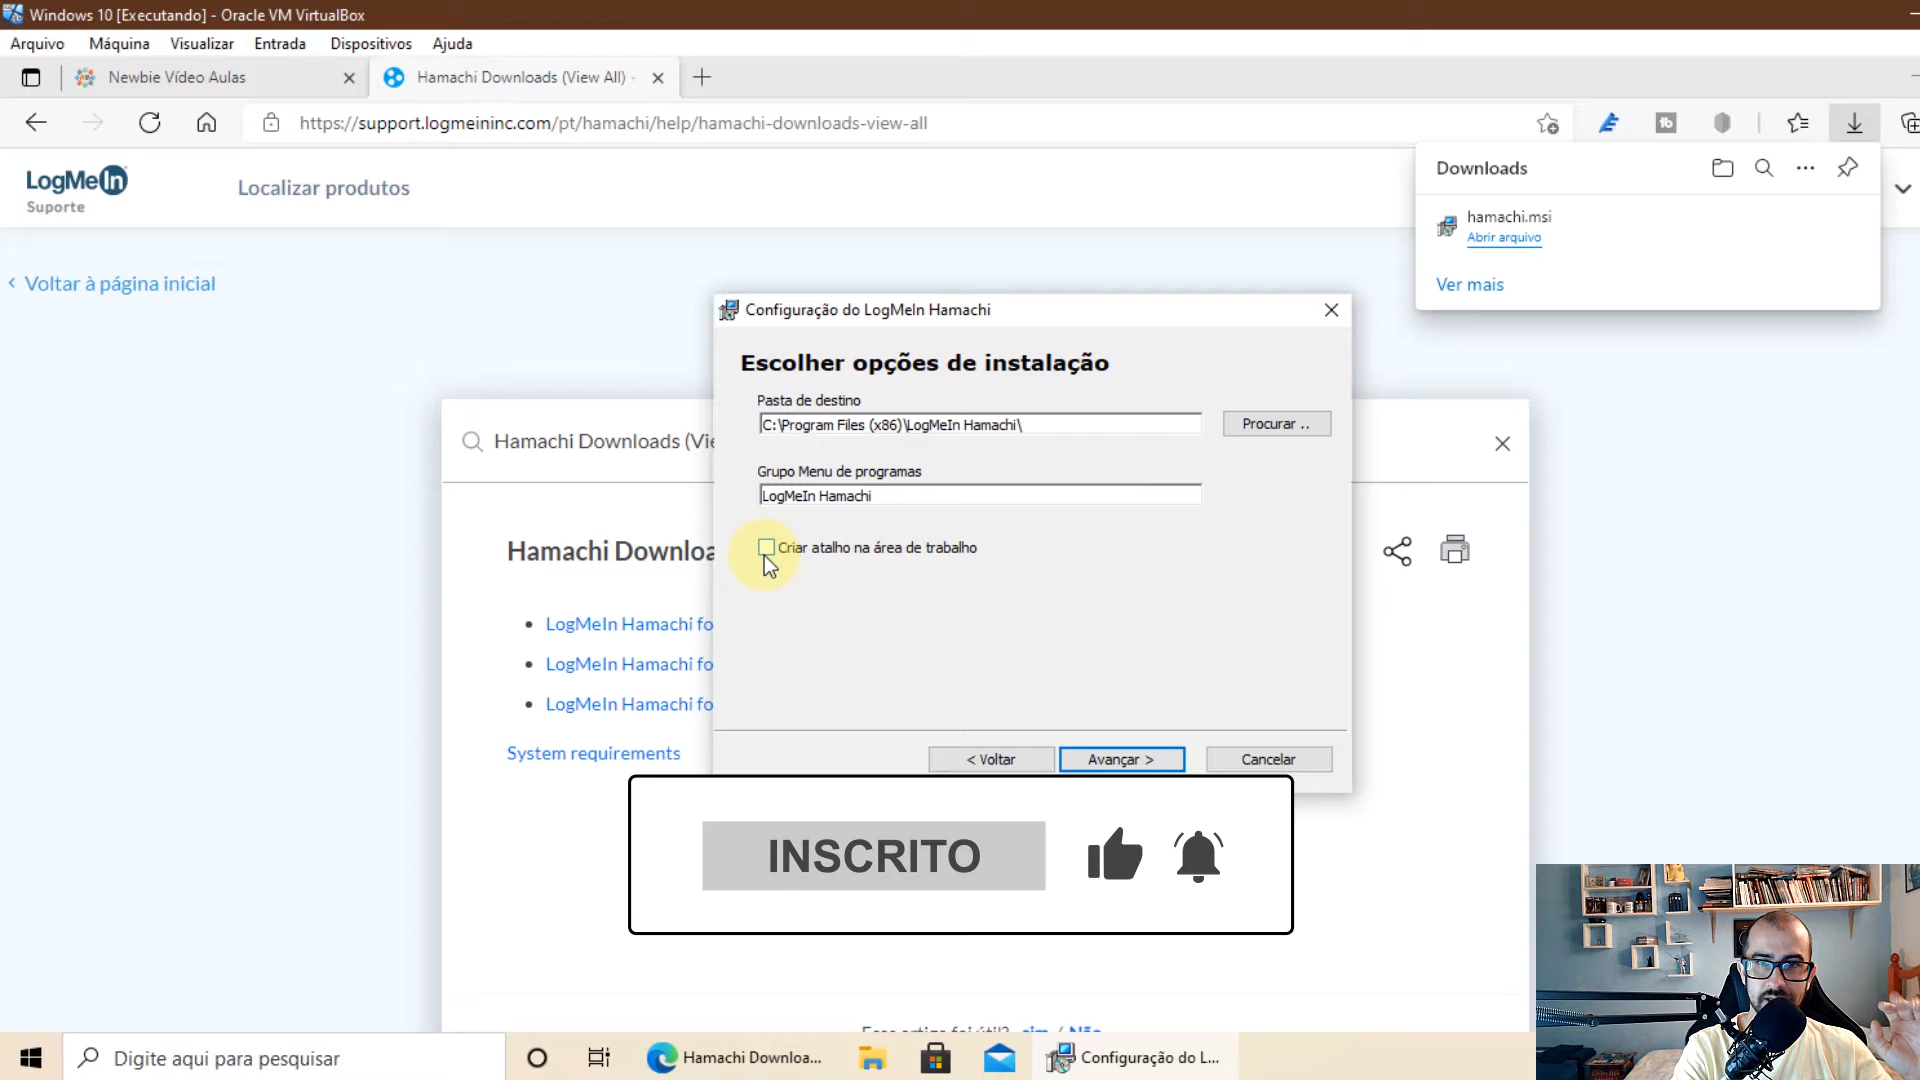 Windows 10 [Executando] - Oracle VM VirtualBox
Arquivo Máquina Visualizar Entrada Dispositivos Ajuda
Newbie Vídeo Aulas
Hamachi Downloads (View All) -
https://support.logmeininc.com/pt/hamachi/help/hamachi-downloads-view-all
LogMeIn
Suporte
Localizar produtos
Downloads
hamachi.msi
Abrir arquivo
Ver mais
Voltar à página inicial
Configuração do LogMeIn Hamachi
Escolher opções de instalação
Pasta de destino
C:\Program Files (x86)\LogMeIn Hamachi\
Procurar ..
Grupo Menu de programas
LogMeIn Hamachi
Criar atalho na área de trabalho
< Voltar
Avançar >
Cancelar
Hamachi Downloads (Vie
Hamachi Downloa
LogMeIn Hamachi fo
LogMeIn Hamachi fo
LogMeIn Hamachi fo
System requirements
INSCRITO
Digite aqui para pesquisar
Hamachi Downloa...
Configuração do L...